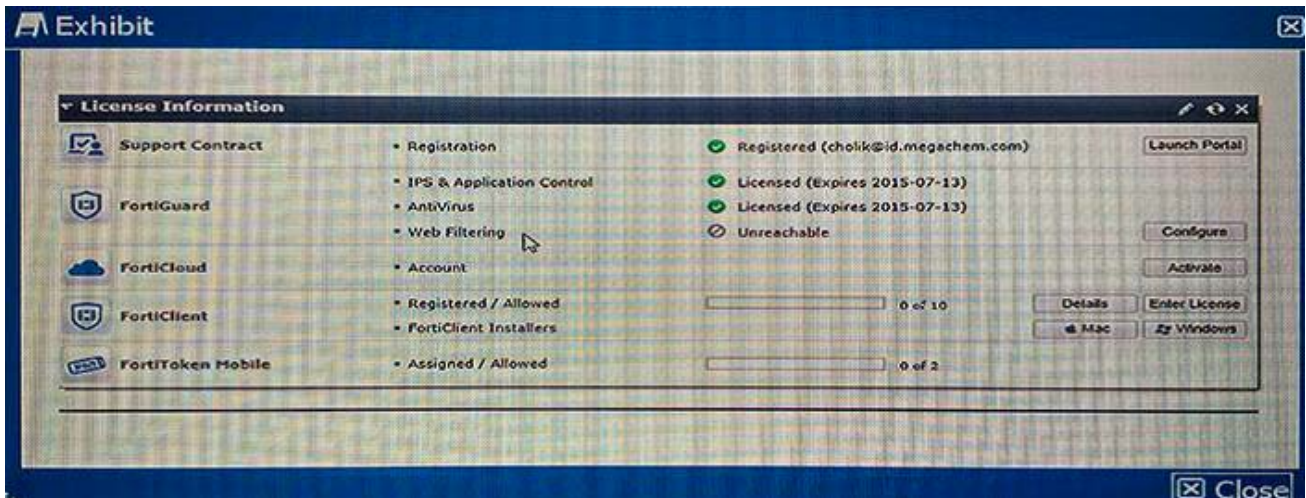 Exhibit
License Information
Support Contract • Registration Registered (cholik@id.megachem.com) Launch Portal
• IPS & Application Control Licensed (Expires 2015-07-13)
FortiGuard • AntiVirus Licensed (Expires 2015-07-13)
• Web Filtering Unreachable Configure
FortiCloud • Account Activate
• Registered / Allowed 0 of 10 Details Enter License
FortiClient
• FortiClient Installers Mac Windows
FortiToken Mobile • Assigned / Allowed 0 of 2
Close